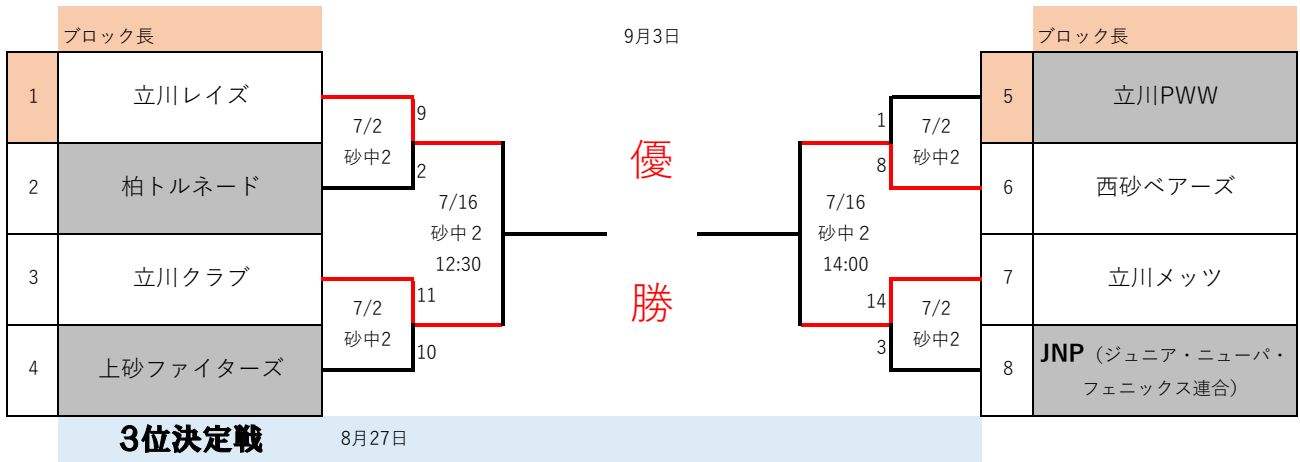 ブロック長
9月3日
ブロック長
1
立川レイズ
2
柏トルネード
3
立川クラブ
4
上砂ファイターズ
7/2
砂中2
9
2
7/2
砂中2
11
10
7/16
砂中2
12:30
優
勝
7/16
砂中2
14:00
1
8
7/2
砂中2
14
3
7/2
砂中2
5
立川PWW
6
西砂ベアーズ
7
立川メッツ
8
JNP(ジュニア・ニューパ・
フェニックス連合)
3位決定戦
8月27日